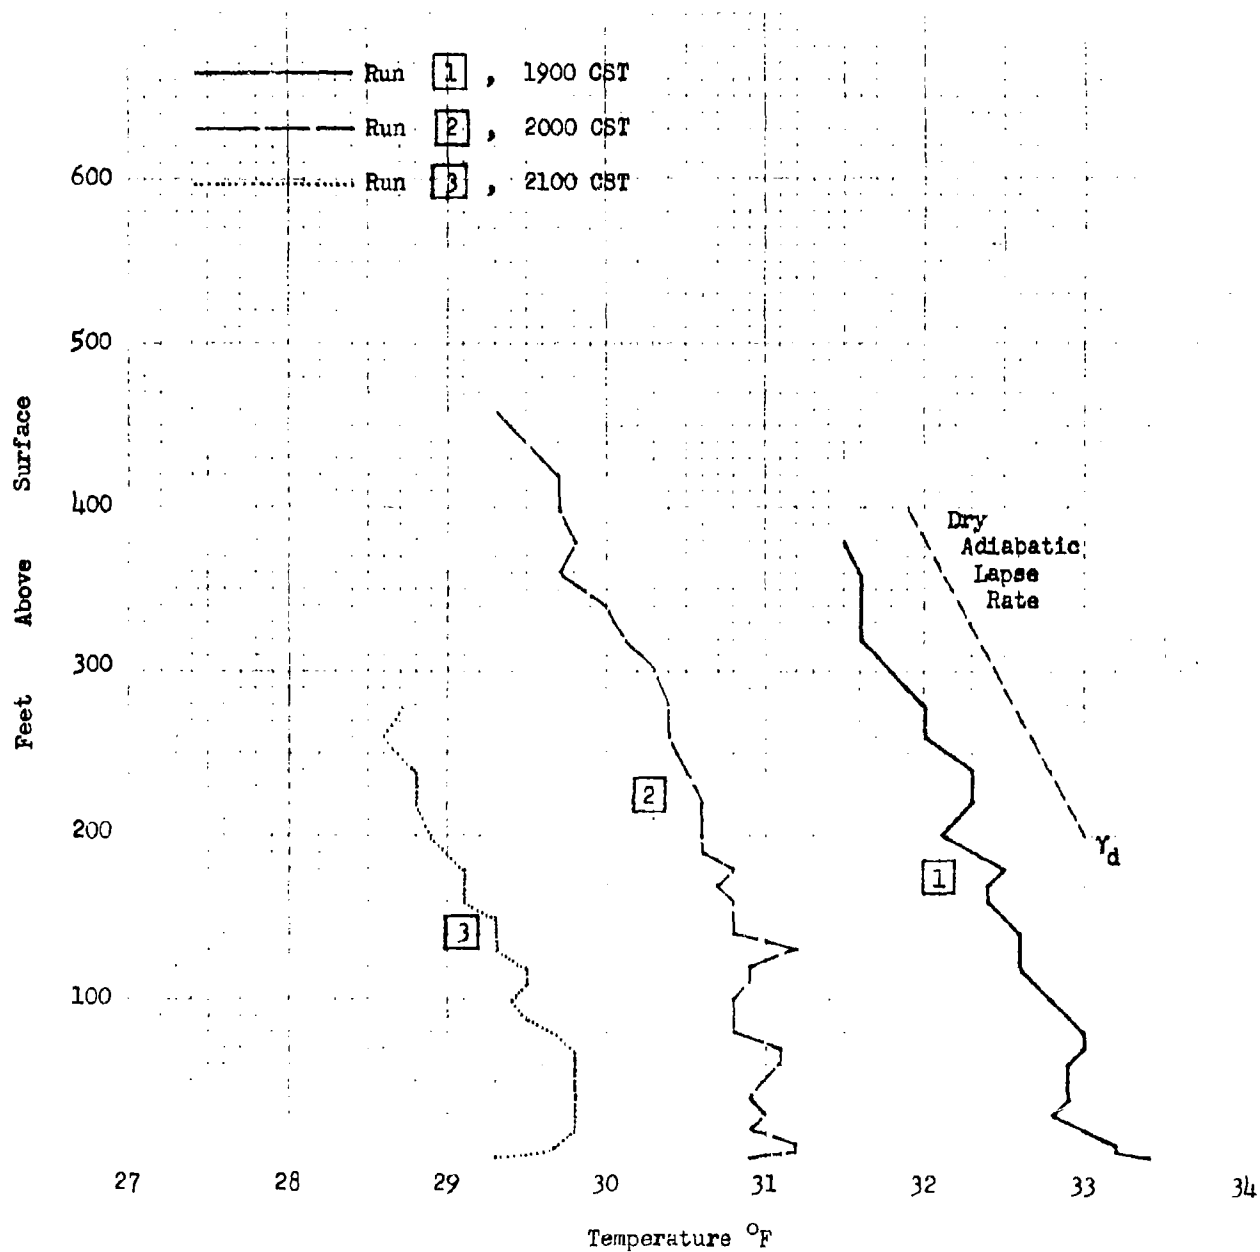 Run 1 , 1900 CST
Run 2 , 2000 CST
Run 3 , 2100 CST
600
500
400
300
200
100
Feet Above Surface
Dry
Adiabatic
Lapse
Rate
γd
1
2
3
27 28 29 30 31 32 33 34
Temperature °F